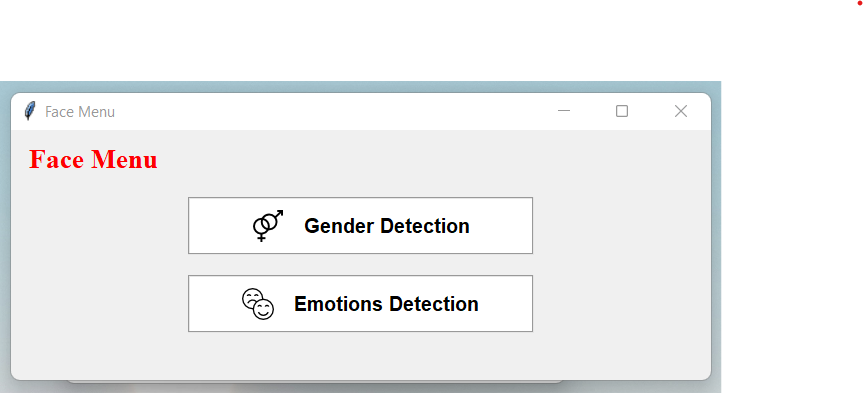 Face Menu
Face Menu
Gender Detection
Emotions Detection